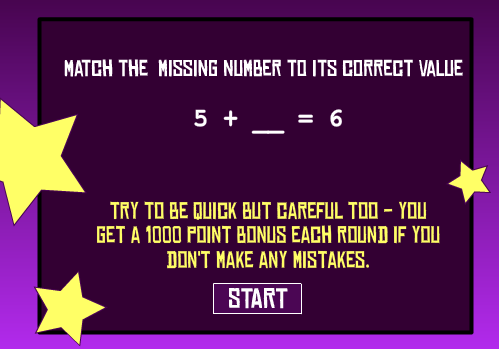 MATCH THE MISSING NUMBER TO ITS CORRECT VALUE
5 + __ = 6
TRY TO BE QUICK BUT CAREFUL TOO - YOU
GET A 1000 POINT BONUS EACH ROUND IF YOU
DON'T MAKE ANY MISTAKES.
START